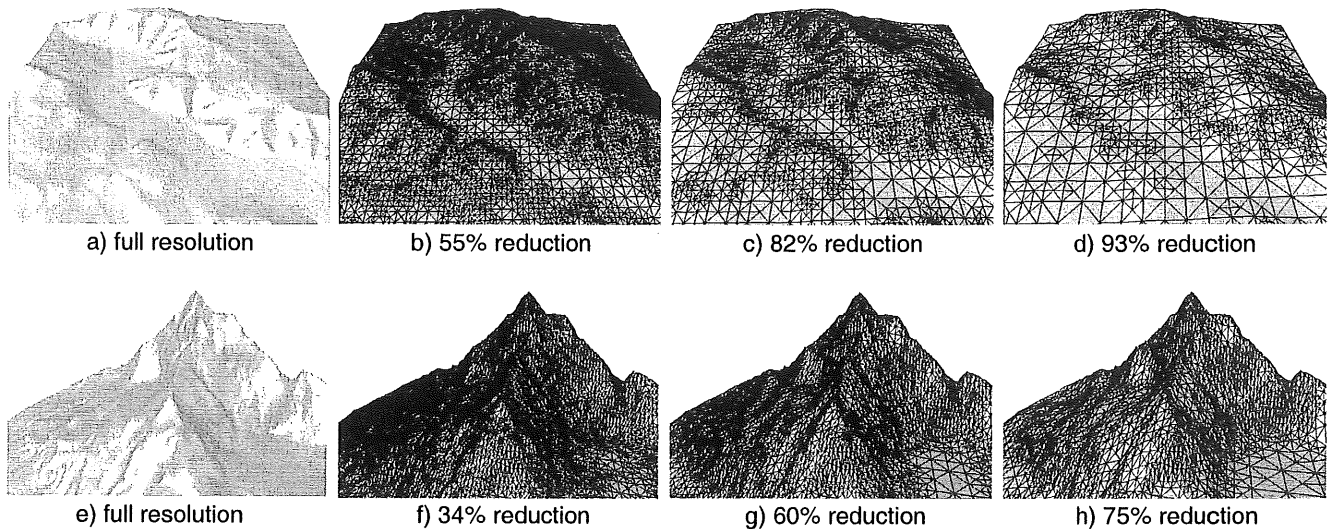 a) full resolution
b) 55% reduction
c) 82% reduction
d) 93% reduction
e) full resolution
f) 34% reduction
g) 60% reduction
h) 75% reduction